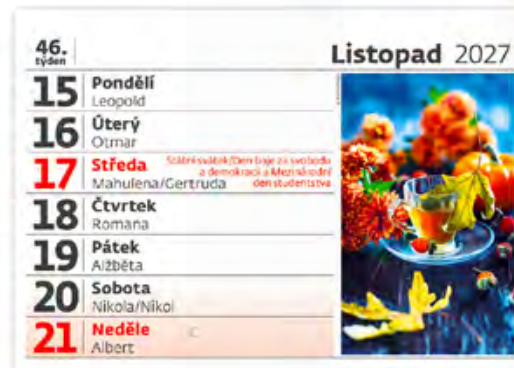 46.
týden
Listopad 2027
15 Pondělí
Leopold
16 Úterý
Otmar
17 Středa
Státní svátek/Den boje za svobodu
a demokracii a Mezinárodní
den studentstva
Mahulena/Gertruda
18 Čtvrtek
Romana
19 Pátek
Alžběta
20 Sobota
Nikola/Nikol
21 Neděle
Albert